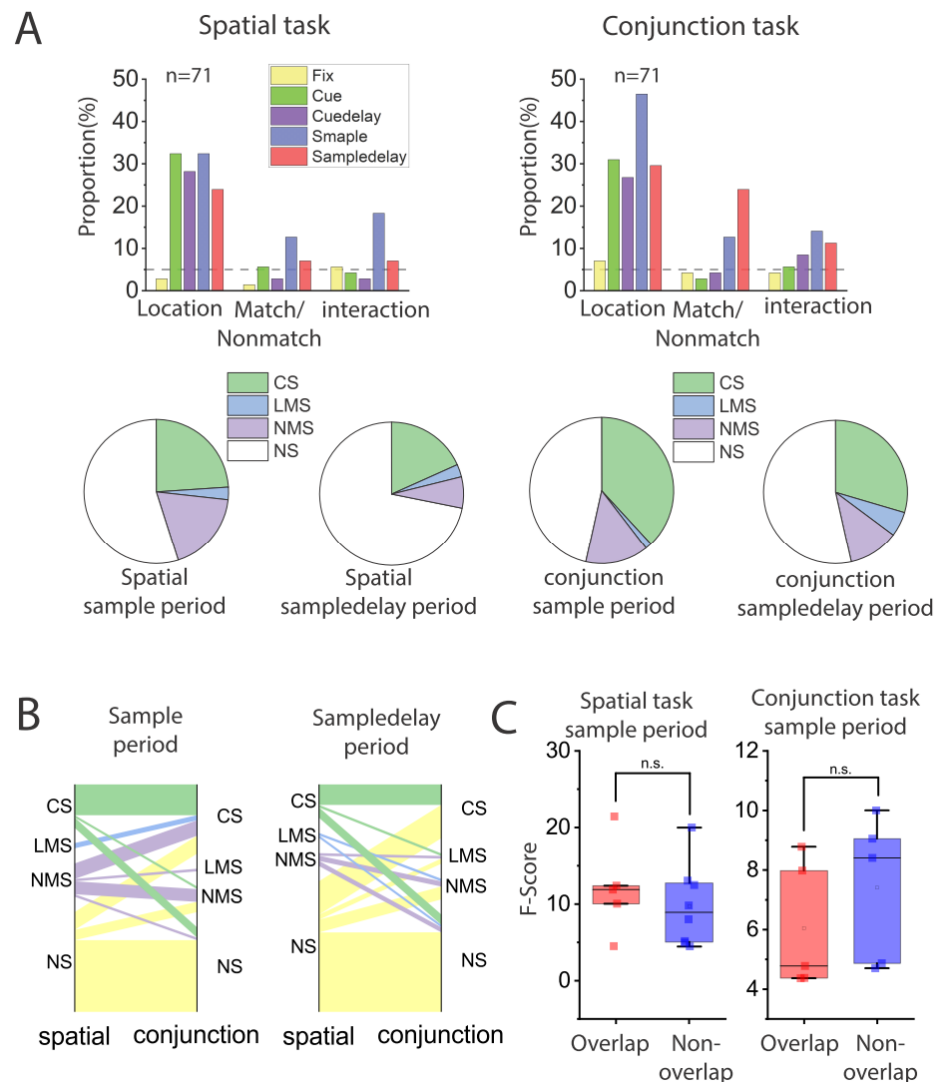 A
Spatial task
Conjunction task
50
40
30
20
10
0
Proportion(%)
n=71
Fix
Cue
Cuedelay
Smaple
Sampledelay
Location
Match/
Nonmatch
interaction
50
40
30
20
10
0
Proportion(%)
n=71
Location
Match/
Nonmatch
interaction
CS
LMS
NMS
NS
CS
LMS
NMS
NS
Spatial
sample period
Spatial
sampledelay period
conjunction
sample period
conjunction
sampledelay period
B
Sample
period
CS
LMS
NMS
NS
CS
LMS
NMS
NS
spatial
conjunction
Sampledelay
period
CS
LMS
NMS
NS
CS
LMS
NMS
NS
spatial
conjunction
C
Spatial task
sample period
30
20
10
0
F-Score
n.s.
Overlap
Non-
overlap
Conjunction task
sample period
12
10
8
6
4
n.s.
Overlap
Non-
overlap